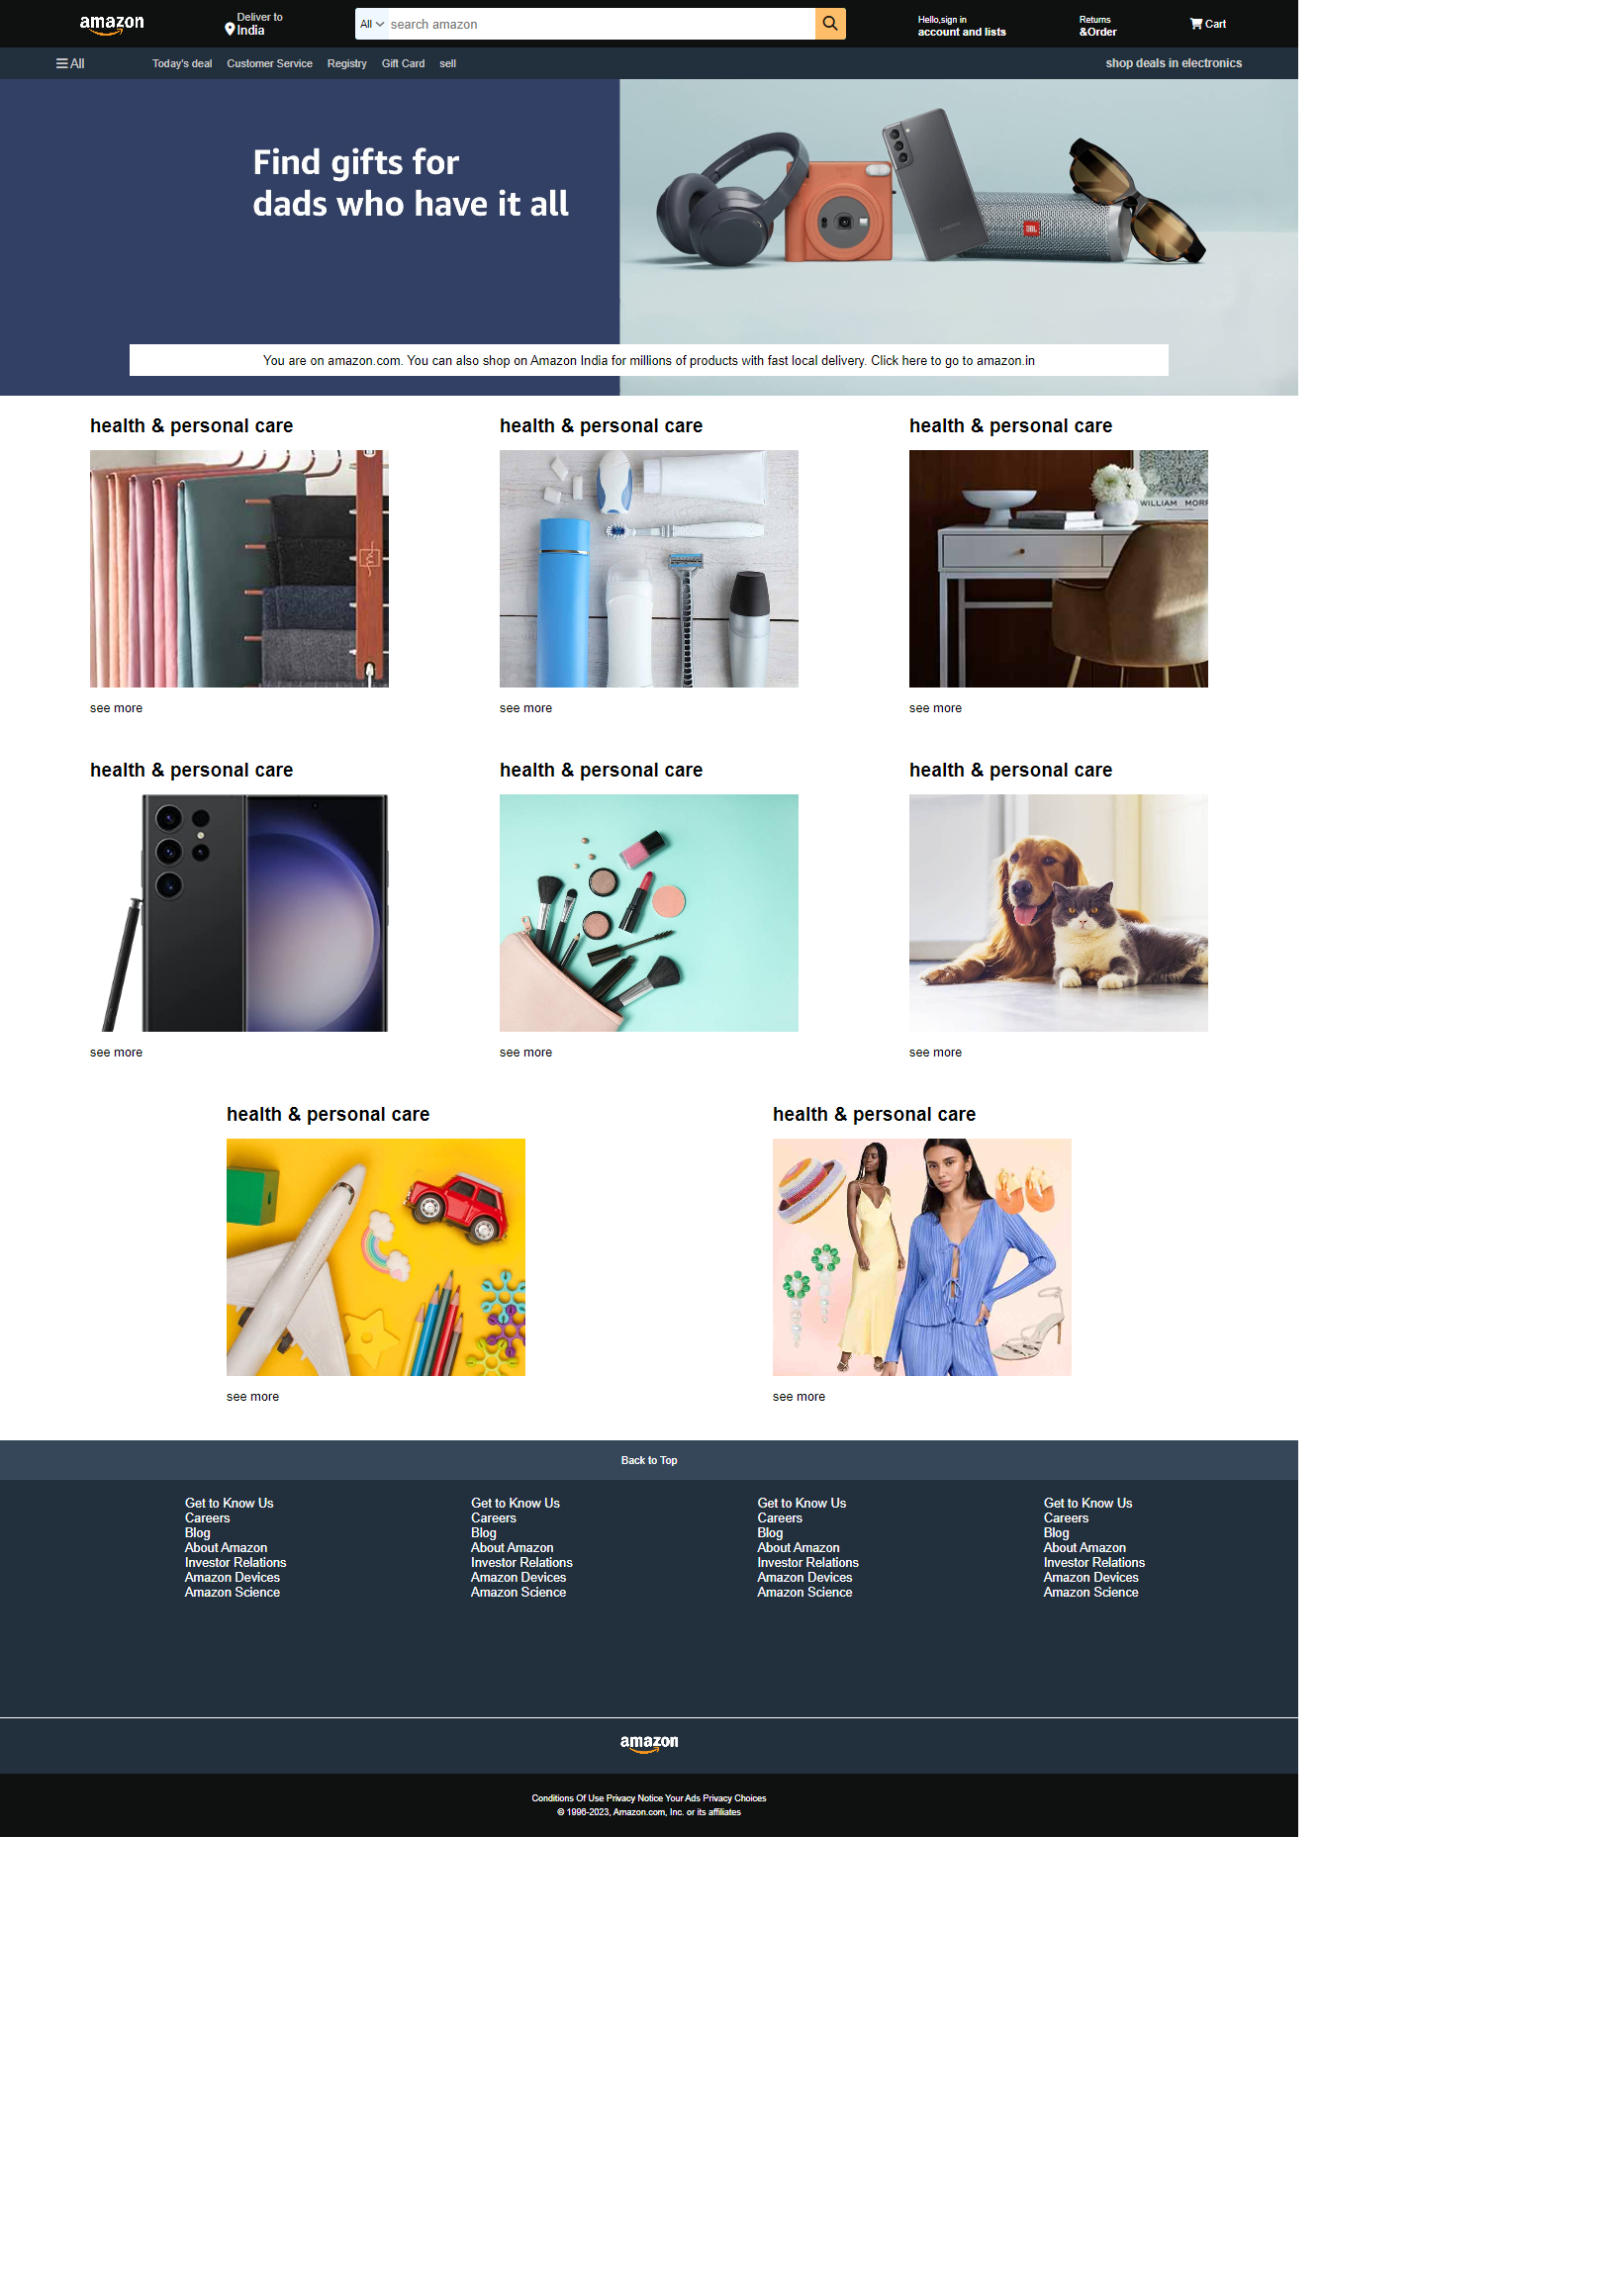 amazon
Deliver to
India
All
search amazon
Hello,sign in
account and lists
Returns
&Order
Cart
All
Today's deal
Customer Service
Registry
Gift Card
sell
shop deals in electronics
Find gifts for
dads who have it all
SAMSUNG
JBL
You are on amazon.com. You can also shop on Amazon India for millions of products with fast local delivery. Click here to go to amazon.in
health & personal care
health & personal care
health & personal care
WILLIAM MORR
see more
see more
see more
health & personal care
health & personal care
health & personal care
see more
see more
see more
health & personal care
health & personal care
see more
see more
Back to Top
Get to Know Us
Careers
Blog
About Amazon
Investor Relations
Amazon Devices
Amazon Science
Get to Know Us
Careers
Blog
About Amazon
Investor Relations
Amazon Devices
Amazon Science
Get to Know Us
Careers
Blog
About Amazon
Investor Relations
Amazon Devices
Amazon Science
Get to Know Us
Careers
Blog
About Amazon
Investor Relations
Amazon Devices
Amazon Science
amazon
Conditions Of Use Privacy Notice Your Ads Privacy Choices
© 1996-2023, Amazon.com, Inc. or its affiliates